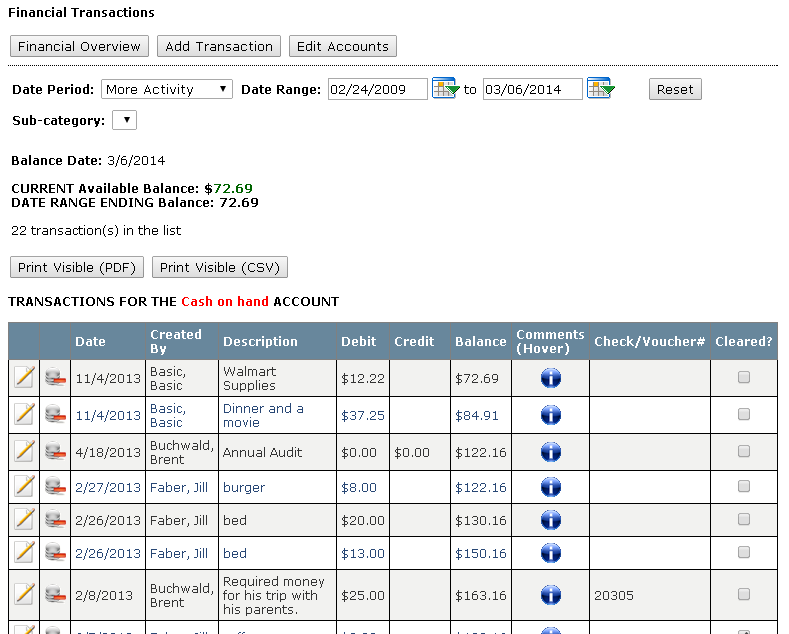 Financial Transactions
Financial Overview Add Transaction Edit Accounts
Date Period: More Activity Date Range: 02/24/2009 to 03/06/2014 Reset
Sub-category:
Balance Date: 3/6/2014
CURRENT Available Balance: $72.69
DATE RANGE ENDING Balance: 72.69
22 transaction(s) in the list
Print Visible (PDF) Print Visible (CSV)
TRANSACTIONS FOR THE Cash on hand ACCOUNT
Date Created By Description Debit Credit Balance Comments (Hover) Check/Voucher# Cleared?
11/4/2013 Basic, Basic Walmart Supplies $12.22 $72.69
11/4/2013 Basic, Basic Dinner and a movie $37.25 $84.91
4/18/2013 Buchwald, Brent Annual Audit $0.00 $0.00 $122.16
2/27/2013 Faber, Jill burger $8.00 $122.16
2/26/2013 Faber, Jill bed $20.00 $130.16
2/26/2013 Faber, Jill bed $13.00 $150.16
2/8/2013 Buchwald, Brent Required money for his trip with his parents. $25.00 $163.16 20305